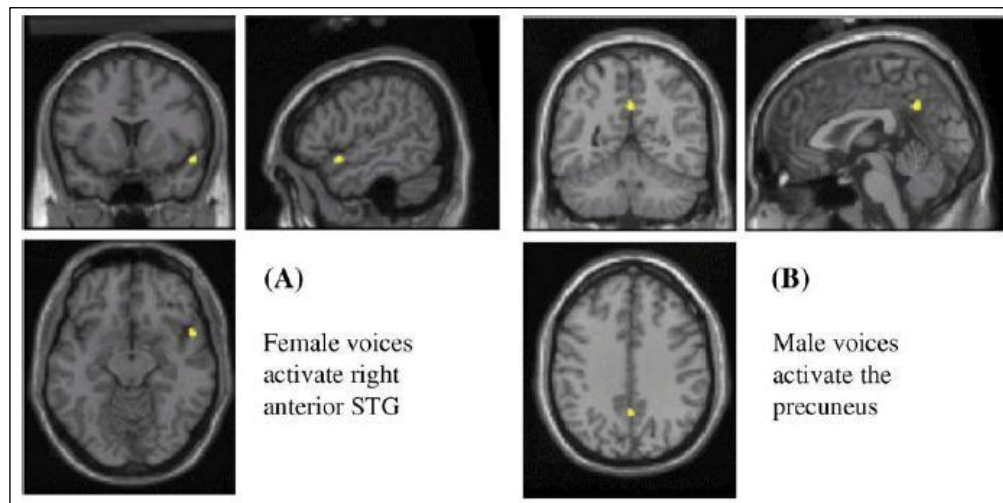 (A)
Female voices
activate right
anterior STG
(B)
Male voices
activate the
precuneus